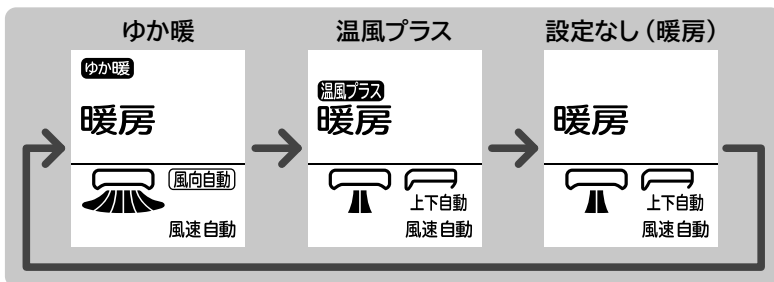 ゆか暖
ゆか暖
暖房
風向自動
風速自動
温風プラス
温風プラス
暖房
上下自動
風速自動
設定なし（暖房）
暖房
上下自動
風速自動